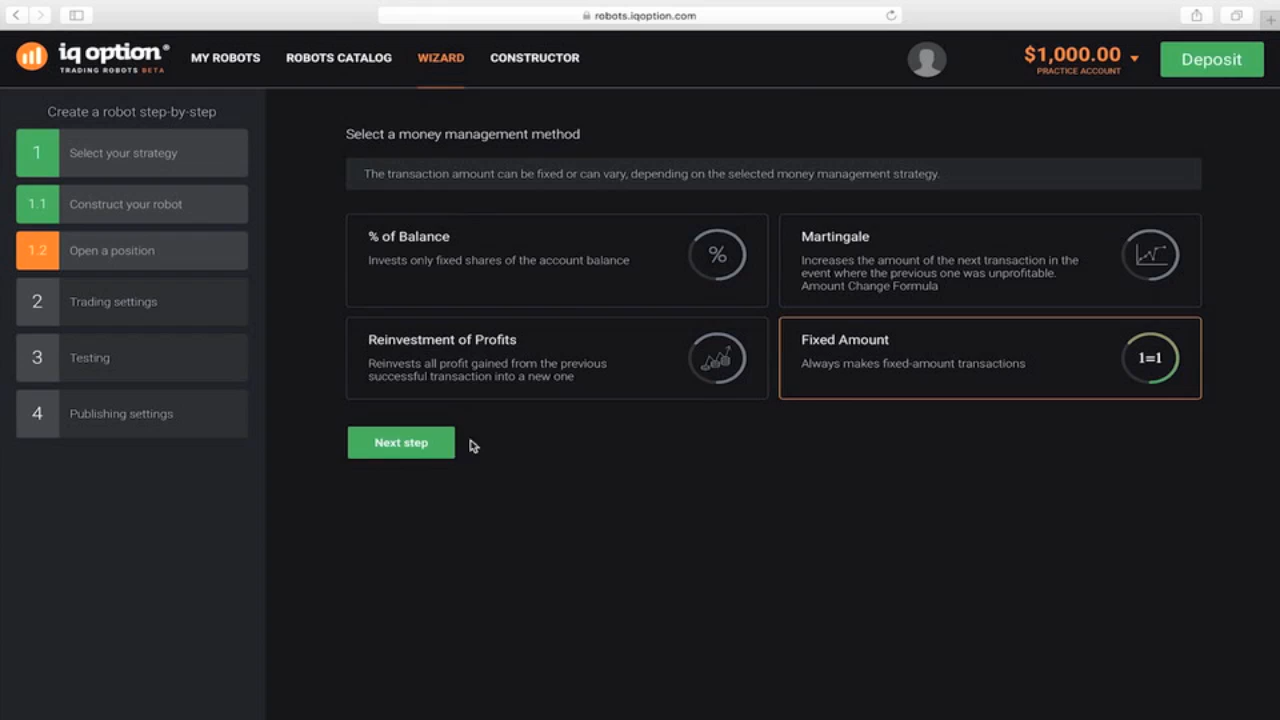 robots.iqoption.com
iq option®
TRADING ROBOTS BETA
MY ROBOTS
ROBOTS CATALOG
WIZARD
CONSTRUCTOR
$1,000.00
PRACTICE ACCOUNT
Deposit
Create a robot step-by-step
1 Select your strategy
1.1 Construct your robot
1.2 Open a position
2 Trading settings
3 Testing
4 Publishing settings
Select a money management method
The transaction amount can be fixed or can vary, depending on the selected money management strategy.
% of Balance
Invests only fixed shares of the account balance
%
Martingale
Increases the amount of the next transaction in the
event where the previous one was unprofitable.
Amount Change Formula
Reinvestment of Profits
Reinvests all profit gained from the previous
successful transaction into a new one
Fixed Amount
Always makes fixed-amount transactions
1=1
Next step